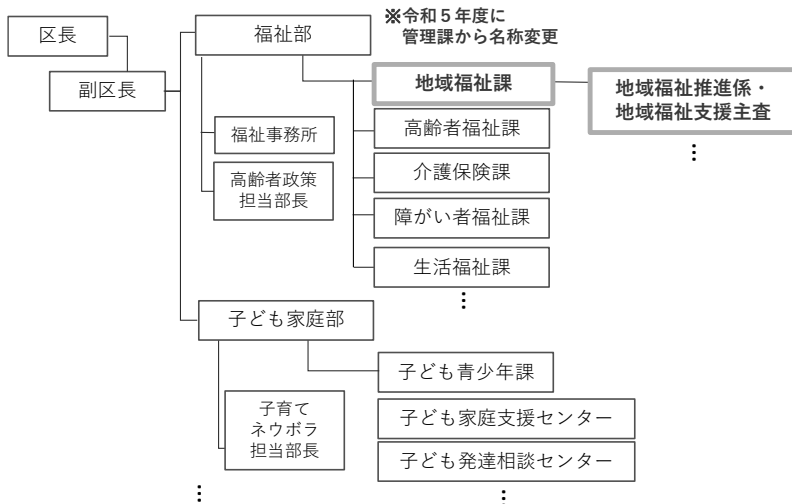 区長
副区長
福祉部
※令和５年度に
管理課から名称変更
地域福祉課
地域福祉推進係・
地域福祉支援主査
⋮
福祉事務所
高齢者政策
担当部長
高齢者福祉課
介護保険課
障がい者福祉課
生活福祉課
⋮
子ども家庭部
子育て
ネウボラ
担当部長
子ども青少年課
子ども家庭支援センター
子ども発達相談センター
⋮
⋮